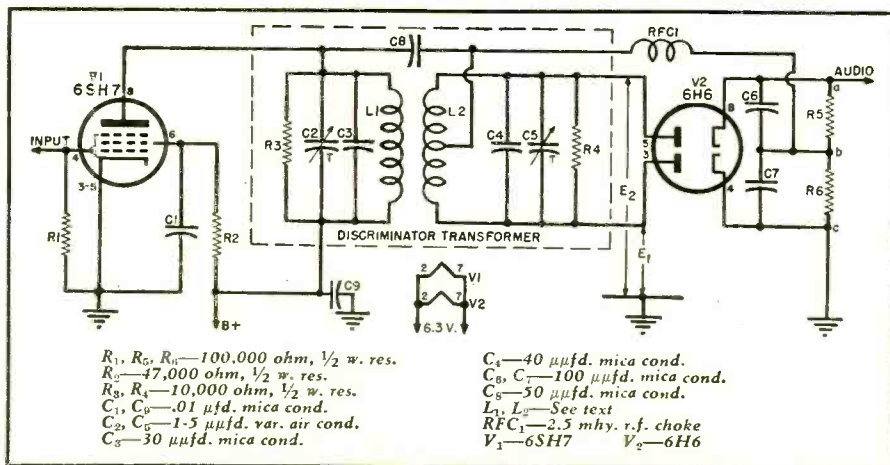 C8
RFC1
V1
6SH7
8
INPUT
4
6
3-5
R1
C1
R2
B+
R3
C2
T
C3
L1
L2
C4
C5
T
R4
DISCRIMINATOR TRANSFORMER
C9
2 7 V1
2 7 V2
6.3 V.
E2
E1
V2
6H6
5
3
8
4
C6
C7
AUDIO
a
R5
b
R6
c
R₁, R₅, R₆—100,000 ohm, ½ w. res.
R₂—47,000 ohm, ½ w. res.
R₃, R₄—10,000 ohm, ½ w. res.
C₁, C₉—.01 μfd. mica cond.
C₂, C₅—1-5 μμfd. var. air cond.
C₃—30 μμfd. mica cond.
C₄—40 μμfd. mica cond.
C₆, C₇—100 μμfd. mica cond.
C₈—50 μμfd. mica cond.
L₁, L₂—See text
RFC₁—2.5 mhy. r.f. choke
V₁—6SH7 V₂—6H6